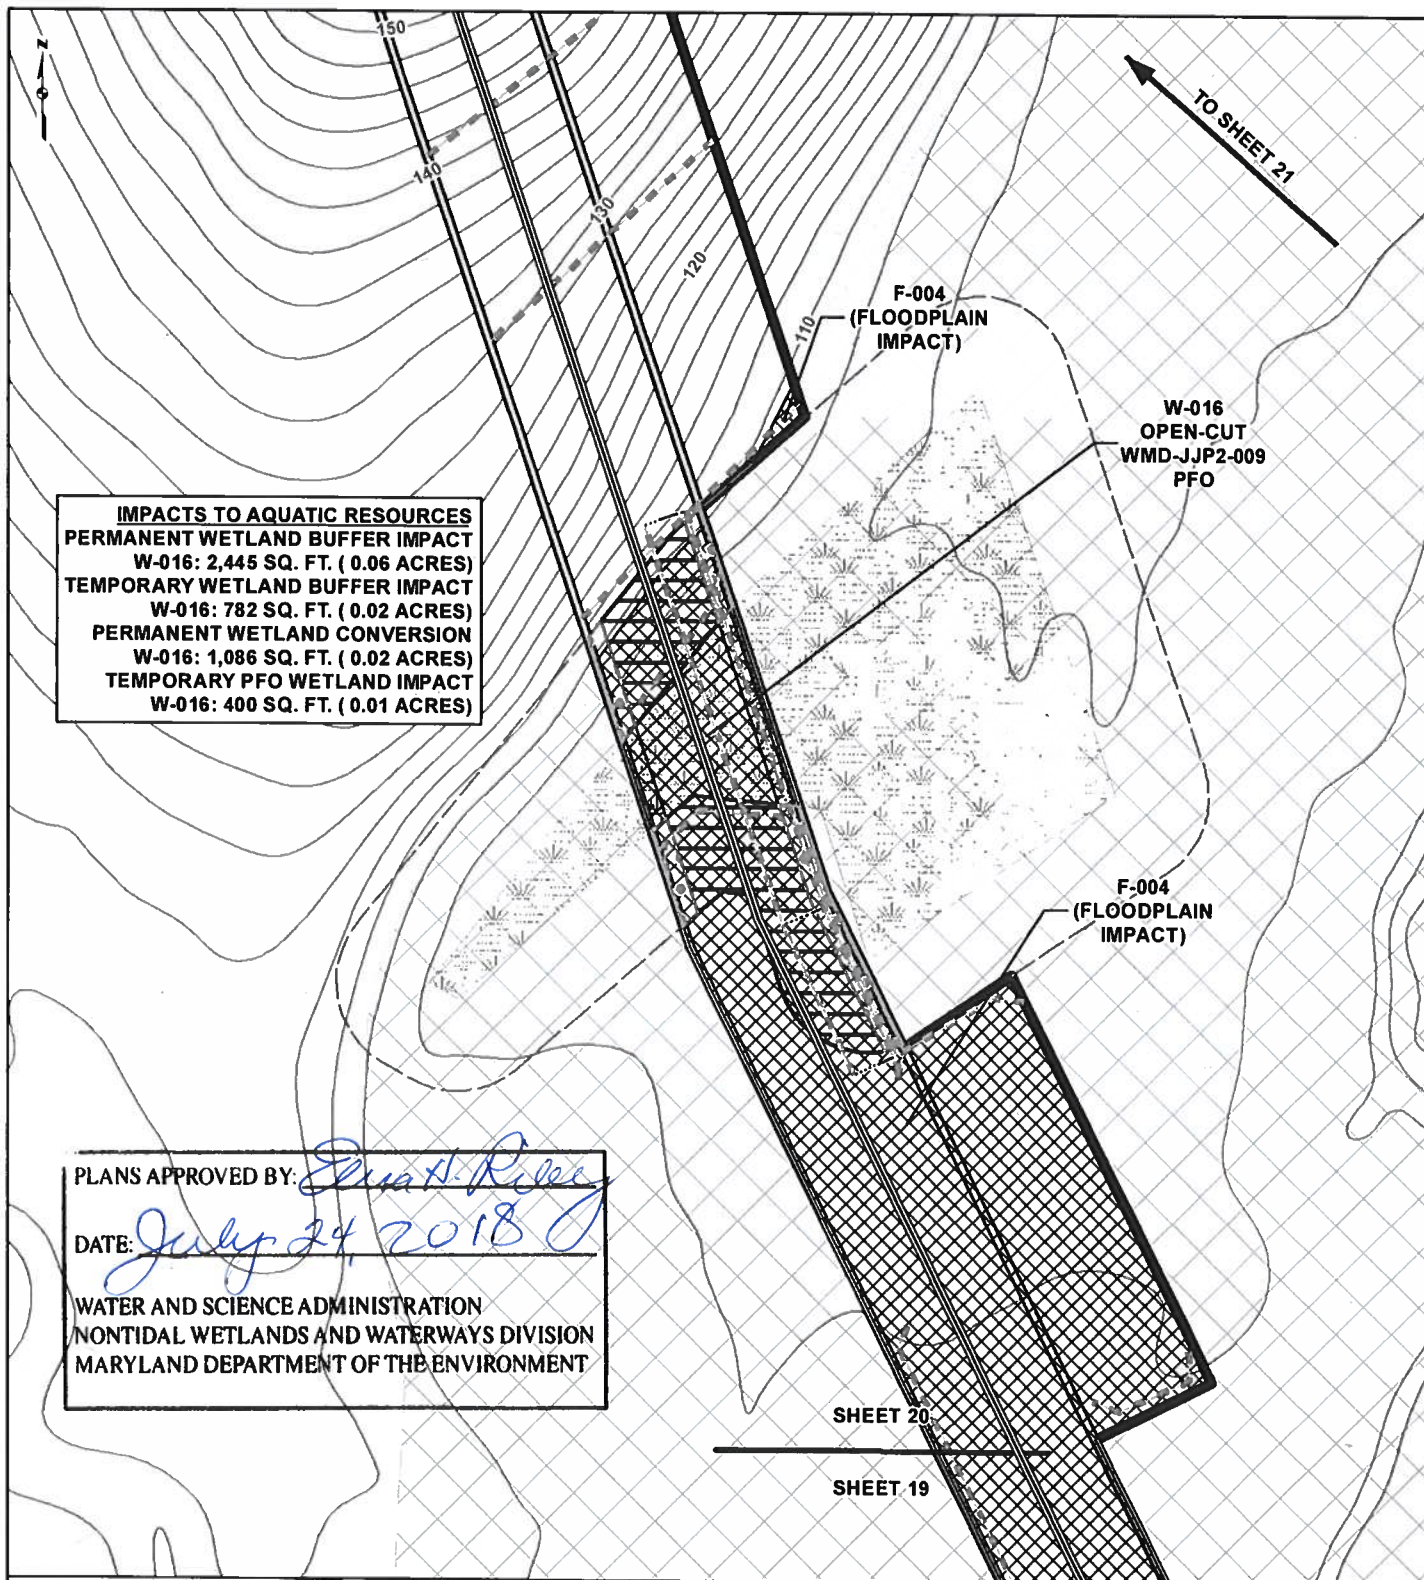 N
150
140
130
120
110
TO SHEET 21
F-004
(FLOODPLAIN
IMPACT)
W-016
OPEN-CUT
WMD-JJP2-009
PFO
IMPACTS TO AQUATIC RESOURCES
PERMANENT WETLAND BUFFER IMPACT
W-016: 2,445 SQ. FT. ( 0.06 ACRES)
TEMPORARY WETLAND BUFFER IMPACT
W-016: 782 SQ. FT. ( 0.02 ACRES)
PERMANENT WETLAND CONVERSION
W-016: 1,086 SQ. FT. ( 0.02 ACRES)
TEMPORARY PFO WETLAND IMPACT
W-016: 400 SQ. FT. ( 0.01 ACRES)
F-004
(FLOODPLAIN
IMPACT)
PLANS APPROVED BY: H. Riley
DATE: July 24, 2018
WATER AND SCIENCE ADMINISTRATION
NONTIDAL WETLANDS AND WATERWAYS DIVISION
MARYLAND DEPARTMENT OF THE ENVIRONMENT
SHEET 20
SHEET 19